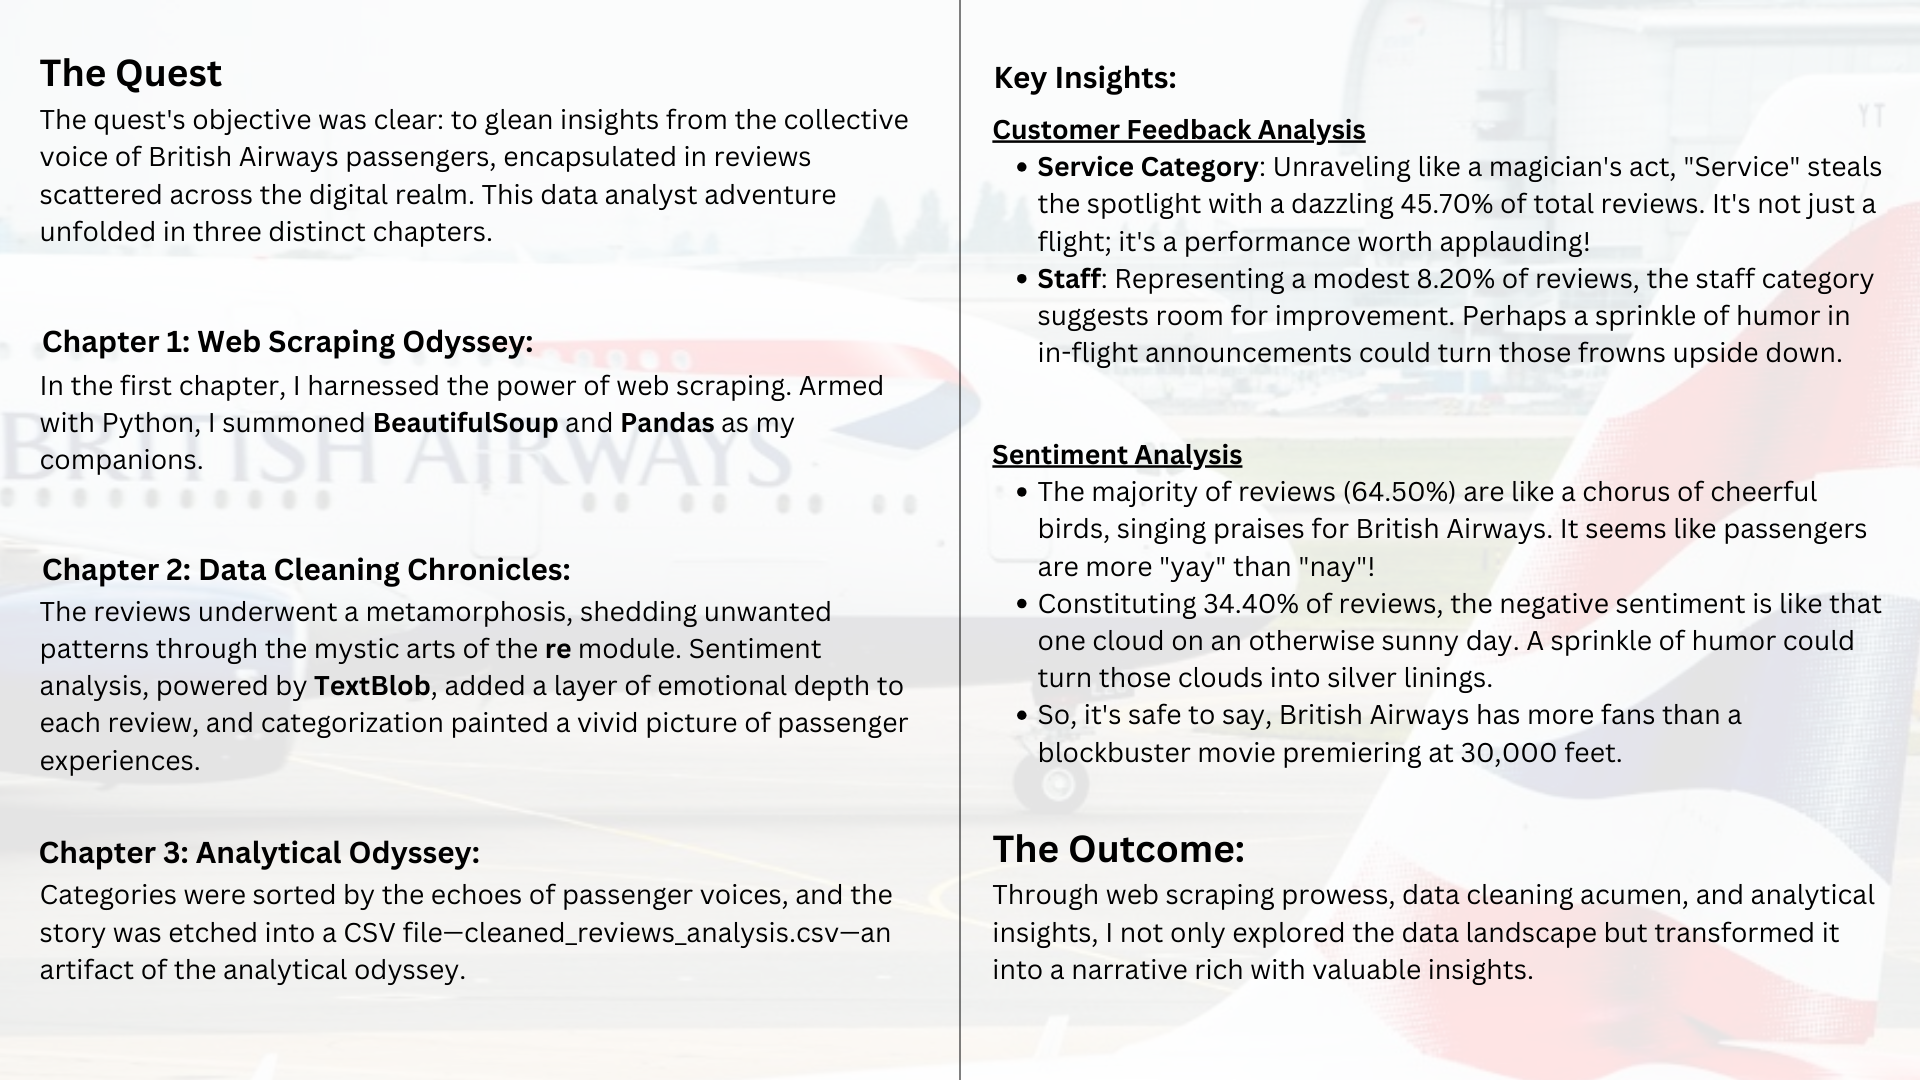 The Quest
The quest's objective was clear: to glean insights from the collective
voice of British Airways passengers, encapsulated in reviews
scattered across the digital realm. This data analyst adventure
unfolded in three distinct chapters.
Chapter 1: Web Scraping Odyssey:
In the first chapter, I harnessed the power of web scraping. Armed
with Python, I summoned BeautifulSoup and Pandas as my
companions.
BRITISH AIRWAYS
Chapter 2: Data Cleaning Chronicles:
The reviews underwent a metamorphosis, shedding unwanted
patterns through the mystic arts of the re module. Sentiment
analysis, powered by TextBlob, added a layer of emotional depth to
each review, and categorization painted a vivid picture of passenger
experiences.
Chapter 3: Analytical Odyssey:
Categories were sorted by the echoes of passenger voices, and the
story was etched into a CSV file—cleaned_reviews_analysis.csv—an
artifact of the analytical odyssey.
Key Insights:
YT
Customer Feedback Analysis
• Service Category: Unraveling like a magician's act, "Service" steals
the spotlight with a dazzling 45.70% of total reviews. It's not just a
flight; it's a performance worth applauding!
• Staff: Representing a modest 8.20% of reviews, the staff category
suggests room for improvement. Perhaps a sprinkle of humor in
in-flight announcements could turn those frowns upside down.
Sentiment Analysis
• The majority of reviews (64.50%) are like a chorus of cheerful
birds, singing praises for British Airways. It seems like passengers
are more "yay" than "nay"!
• Constituting 34.40% of reviews, the negative sentiment is like that
one cloud on an otherwise sunny day. A sprinkle of humor could
turn those clouds into silver linings.
• So, it's safe to say, British Airways has more fans than a
blockbuster movie premiering at 30,000 feet.
The Outcome:
Through web scraping prowess, data cleaning acumen, and analytical
insights, I not only explored the data landscape but transformed it
into a narrative rich with valuable insights.